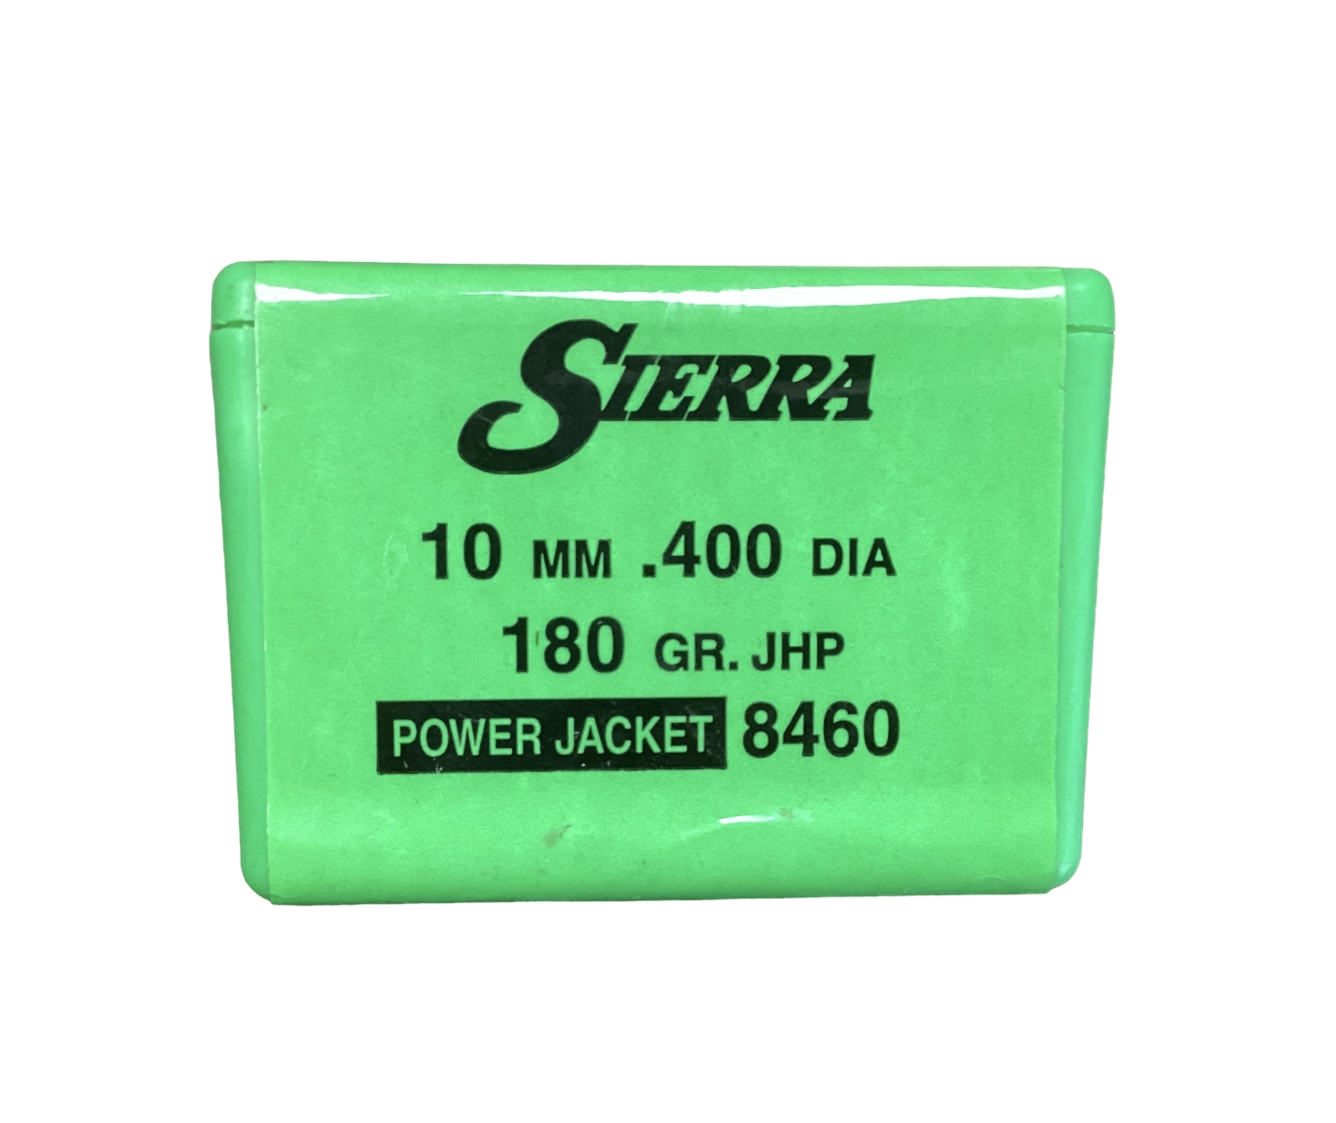 SIERRA
10 MM .400 DIA
180 GR. JHP
POWER JACKET 8460